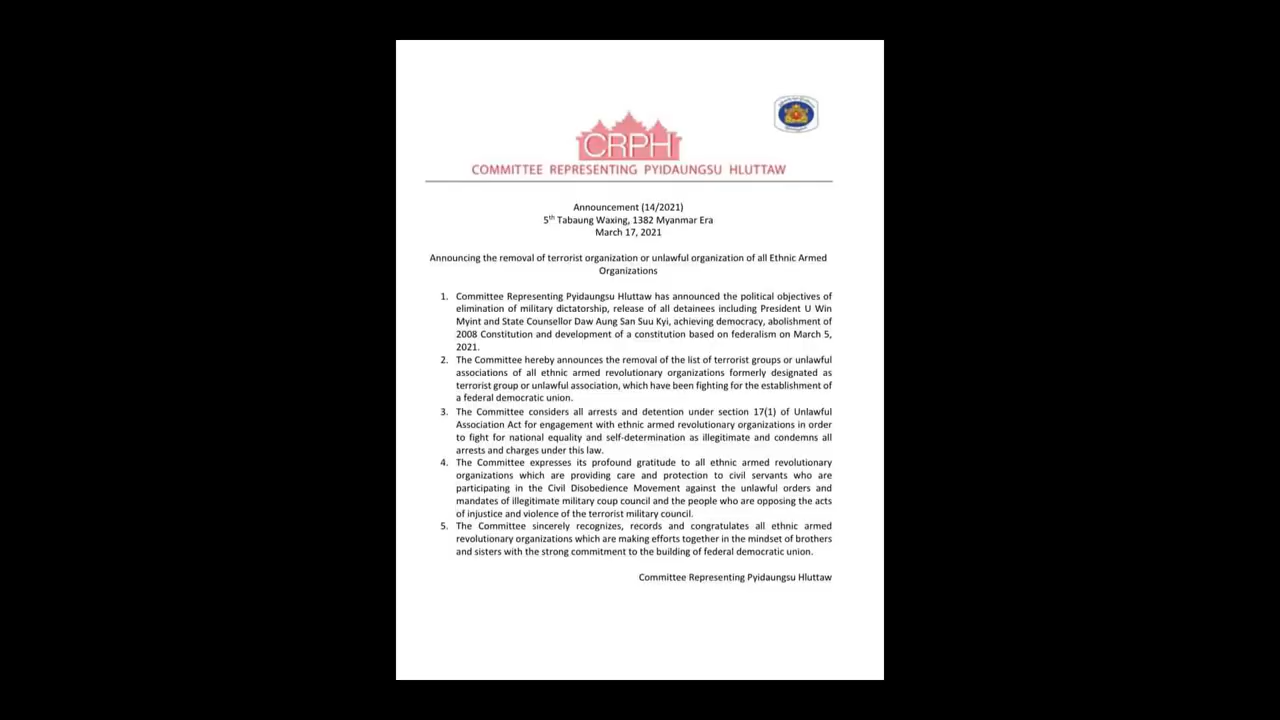 CRPH
COMMITTEE REPRESENTING PYIDAUNGSU HLUTTAW
Announcement (14/2021)
5th Tabaung Waxing, 1382 Myanmar Era
March 17, 2021
Announcing the removal of terrorist organization or unlawful organization of all Ethnic Armed
Organizations
1. Committee Representing Pyidaungsu Hluttaw has announced the political objectives of
elimination of military dictatorship, release of all detainees including President U Win
Myint and State Counsellor Daw Aung San Suu Kyi, achieving democracy, abolishment of
2008 Constitution and development of a constitution based on federalism on March 5,
2021.
2. The Committee hereby announces the removal of the list of terrorist groups or unlawful
associations of all ethnic armed revolutionary organizations formerly designated as
terrorist group or unlawful association, which have been fighting for the establishment of
a federal democratic union.
3. The Committee considers all arrests and detention under section 17(1) of Unlawful
Association Act for engagement with ethnic armed revolutionary organizations in order
to fight for national equality and self-determination as illegitimate and condemns all
arrests and charges under this law.
4. The Committee expresses its profound gratitude to all ethnic armed revolutionary
organizations which are providing care and protection to civil servants who are
participating in the Civil Disobedience Movement against the unlawful orders and
mandates of illegitimate military coup council and the people who are opposing the acts
of injustice and violence of the terrorist military council.
5. The Committee sincerely recognizes, records and congratulates all ethnic armed
revolutionary organizations which are making efforts together in the mindset of brothers
and sisters with the strong commitment to the building of federal democratic union.
Committee Representing Pyidaungsu Hluttaw